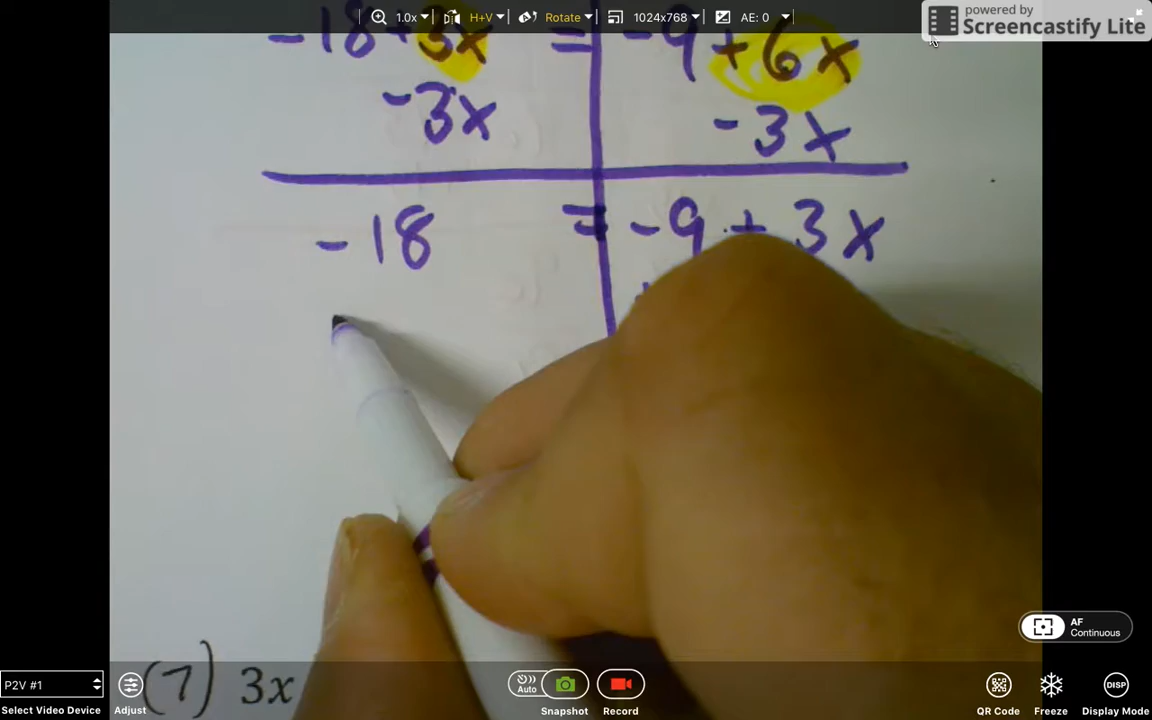 1.0x H+V Rotate 1024x768 AE: 0
powered by
Screencastify Lite
-18+3x = -9+6x
-3x -3x
-18 = -9 + 3x
(7) 3x
AF
Continuous
P2V #1
Auto
Select Video Device Adjust Snapshot Record QR Code Freeze DISP
Display Mode